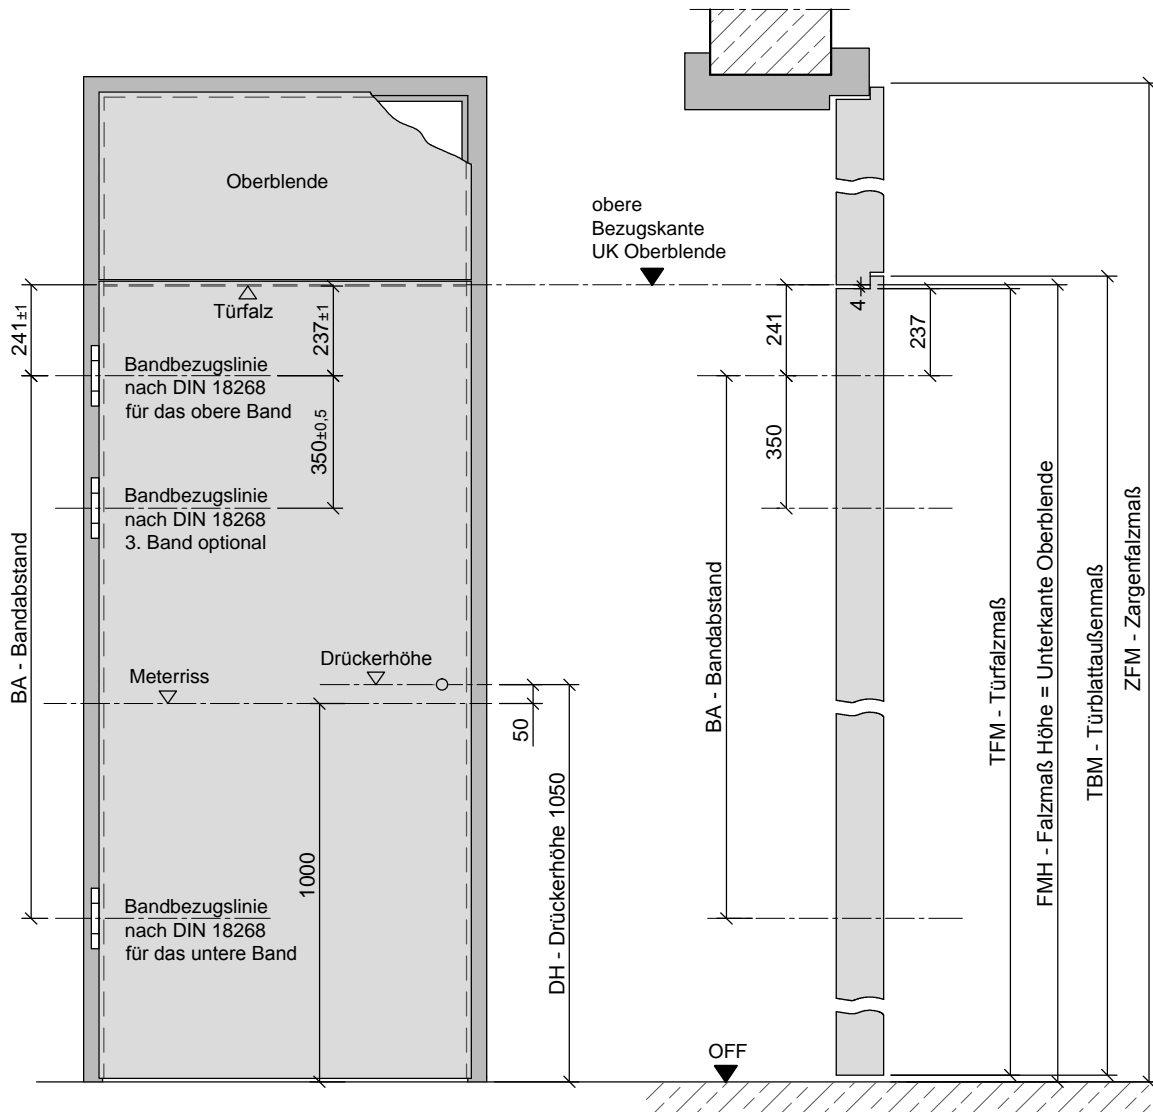 Oberblende
obere
Bezugskante
UK Oberblende
Türfalz
241±1
237±1
Bandbezugslinie
nach DIN 18268
für das obere Band
350±0,5
Bandbezugslinie
nach DIN 18268
3. Band optional
BA - Bandabstand
Meterriss
Drückerhöhe
50
1000
DH - Drückerhöhe 1050
Bandbezugslinie
nach DIN 18268
für das untere Band
241
4
237
350
BA - Bandabstand
TFM - Türfalzmaß
FMH - Falzmaß Höhe = Unterkante Oberblende
TBM - Türblattaußenmaß
ZFM - Zargenfalzmaß
OFF